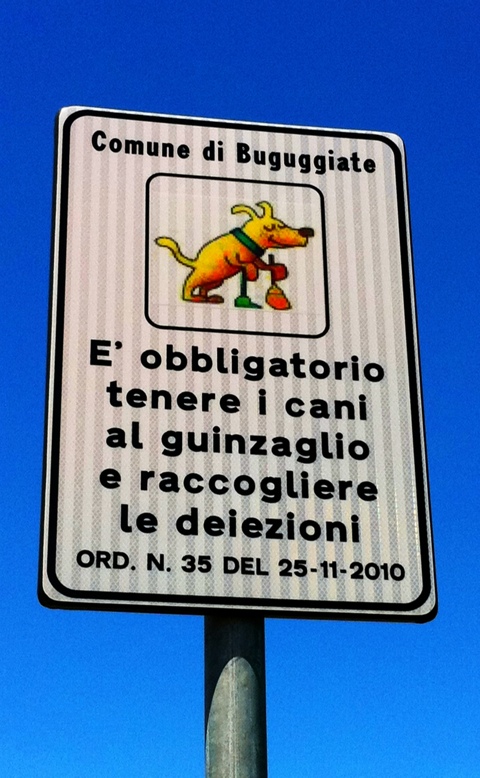 Comune di Buguggiate
E' obbligatorio
tenere i cani
al guinzaglio
e raccogliere
le deiezioni
ORD. N. 35 DEL 25-11-2010